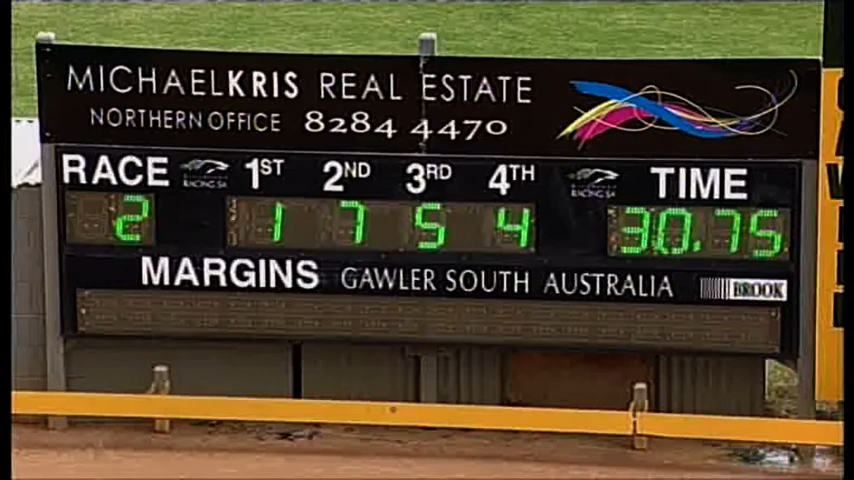 MICHAELKRIS REAL ESTATE
NORTHERN OFFICE 8284 4470
RACE 1ST 2ND 3RD 4TH TIME
2 1 7 5 4 30.75
MARGINS GAWLER SOUTH AUSTRALIA BROOK